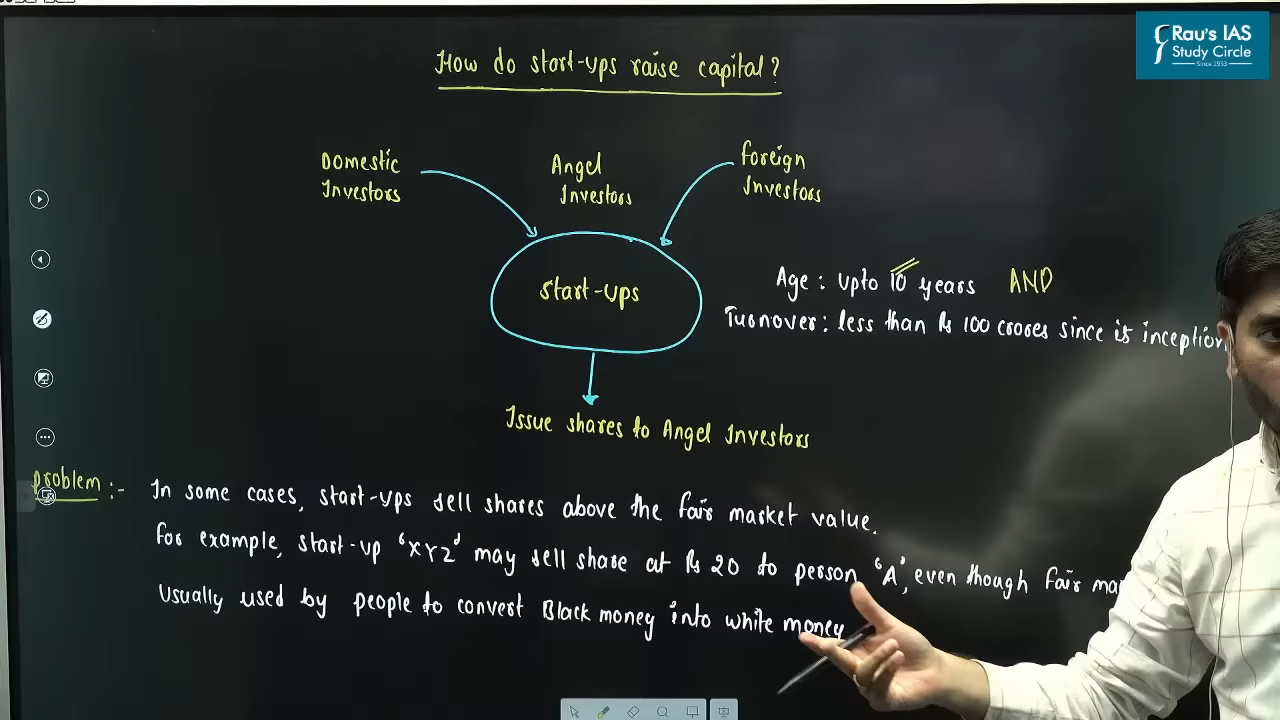 Rau's IAS
Study Circle
Since 1953
How do start-ups raise capital?
Domestic
Investors
Angel
Investors
Foreign
Investors
Start-ups
Age : upto 10 years AND
Turnover : less than Rs 100 crores since is inception.
Issue shares to Angel Investors
problem :-
In some cases, start-ups sell shares above the fair market value.
For example, start-up 'XYZ' may sell share at Rs 20 to person 'A', even though fair
Usually used by people to convert Black money into white money